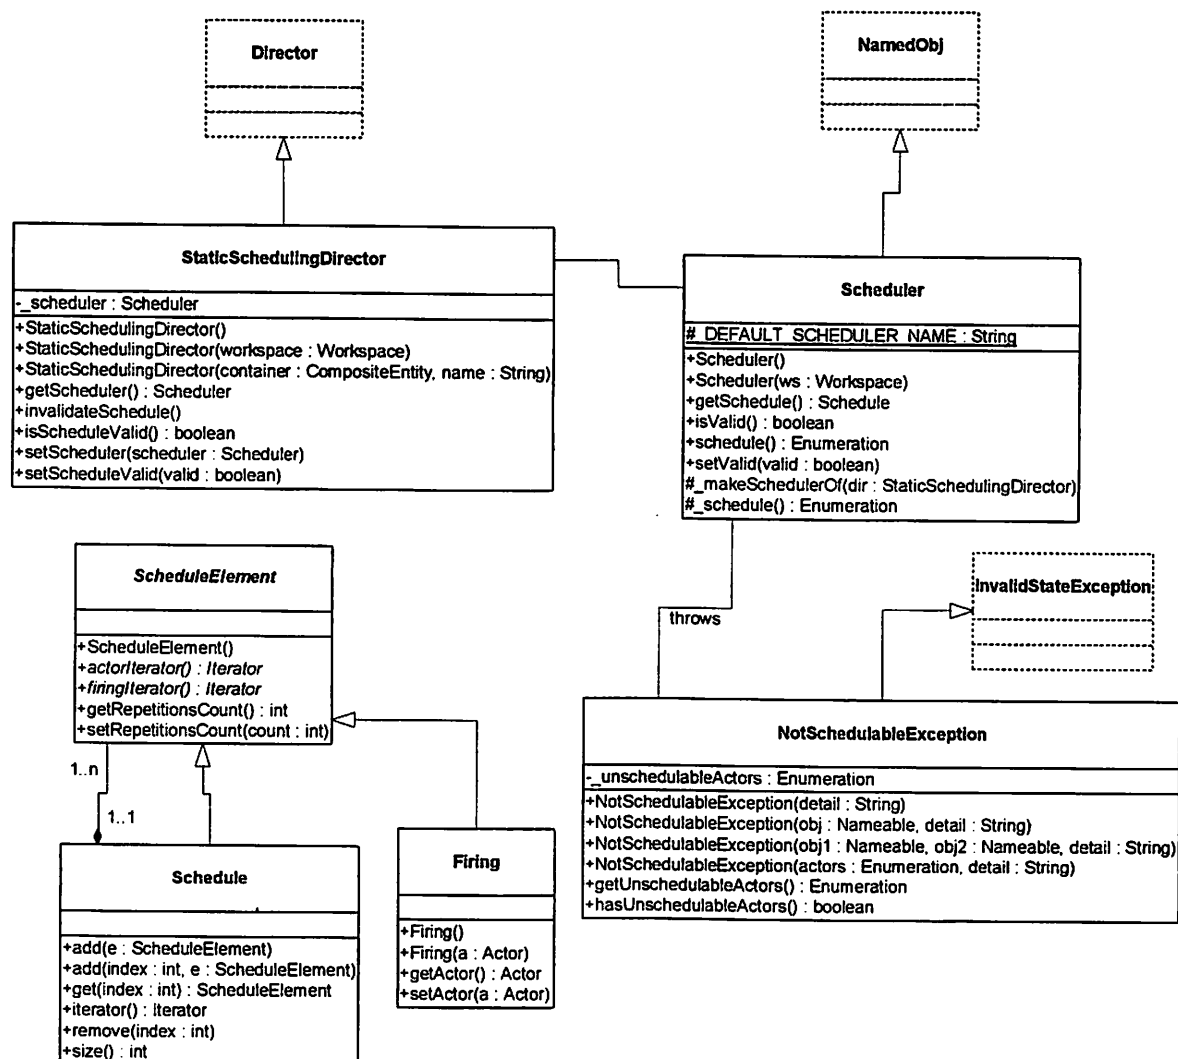 Director
NamedObj
StaticSchedulingDirector
-_scheduler : Scheduler
+StaticSchedulingDirector()
+StaticSchedulingDirector(workspace : Workspace)
+StaticSchedulingDirector(container : CompositeEntity, name : String)
+getScheduler() : Scheduler
+invalidateSchedule()
+isScheduleValid() : boolean
+setScheduler(scheduler : Scheduler)
+setScheduleValid(valid : boolean)
Scheduler
#_DEFAULT_SCHEDULER_NAME : String
+Scheduler()
+Scheduler(ws : Workspace)
+getSchedule() : Schedule
+isValid() : boolean
+schedule() : Enumeration
+setValid(valid : boolean)
#_makeSchedulerOf(dir : StaticSchedulingDirector)
#_schedule() : Enumeration
ScheduleElement
+ScheduleElement()
+actorIterator() : Iterator
+firingIterator() : Iterator
+getRepetitionsCount() : int
+setRepetitionsCount(count : int)
InvalidStateException
throws
NotSchedulableException
-_unschedulableActors : Enumeration
+NotSchedulableException(detail : String)
+NotSchedulableException(obj : Nameable, detail : String)
+NotSchedulableException(obj1 : Nameable, obj2 : Nameable, detail : String)
+NotSchedulableException(actors : Enumeration, detail : String)
+getUnschedulableActors() : Enumeration
+hasUnschedulableActors() : boolean
1..n
1..1
Schedule
+add(e : ScheduleElement)
+add(index : int, e : ScheduleElement)
+get(index : int) : ScheduleElement
+iterator() : Iterator
+remove(index : int)
+size() : int
Firing
+Firing()
+Firing(a : Actor)
+getActor() : Actor
+setActor(a : Actor)